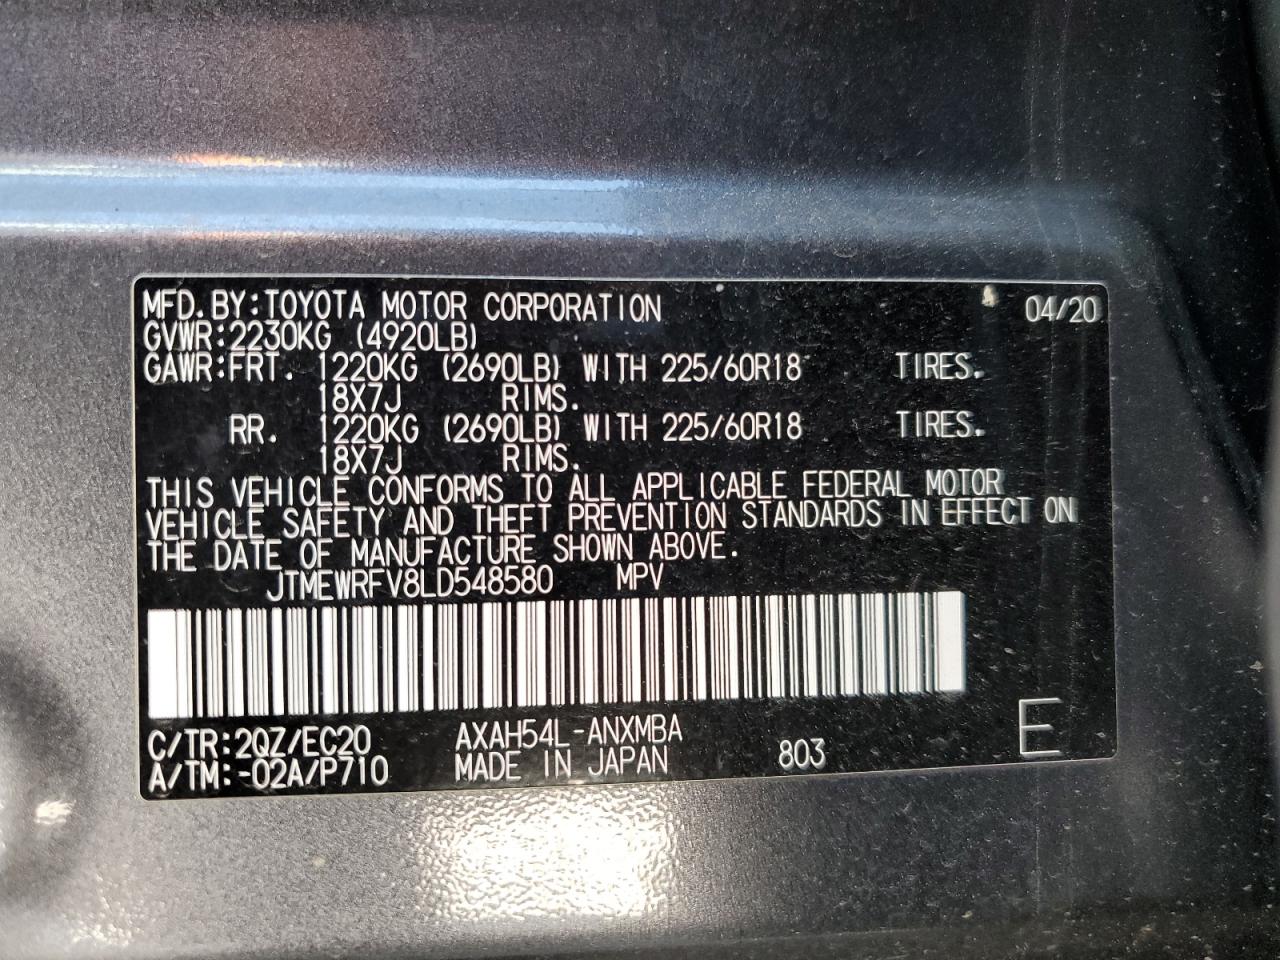 MFD.BY:TOYOTA MOTOR CORPORATION 04/20
GVWR:2230KG (4920LB)
GAWR:FRT. 1220KG (2690LB) WITH 225/60R18 TIRES.
18X7J RIMS.
RR. 1220KG (2690LB) WITH 225/60R18 TIRES.
18X7J RIMS.
THIS VEHICLE CONFORMS TO ALL APPLICABLE FEDERAL MOTOR
VEHICLE SAFETY AND THEFT PREVENTION STANDARDS IN EFFECT ON
THE DATE OF MANUFACTURE SHOWN ABOVE.
JTMEWRFV8LD548580 MPV
C/TR:2QZ/EC20 AXAH54L-ANXMBA
A/TM:-02A/P710 MADE IN JAPAN 803 E